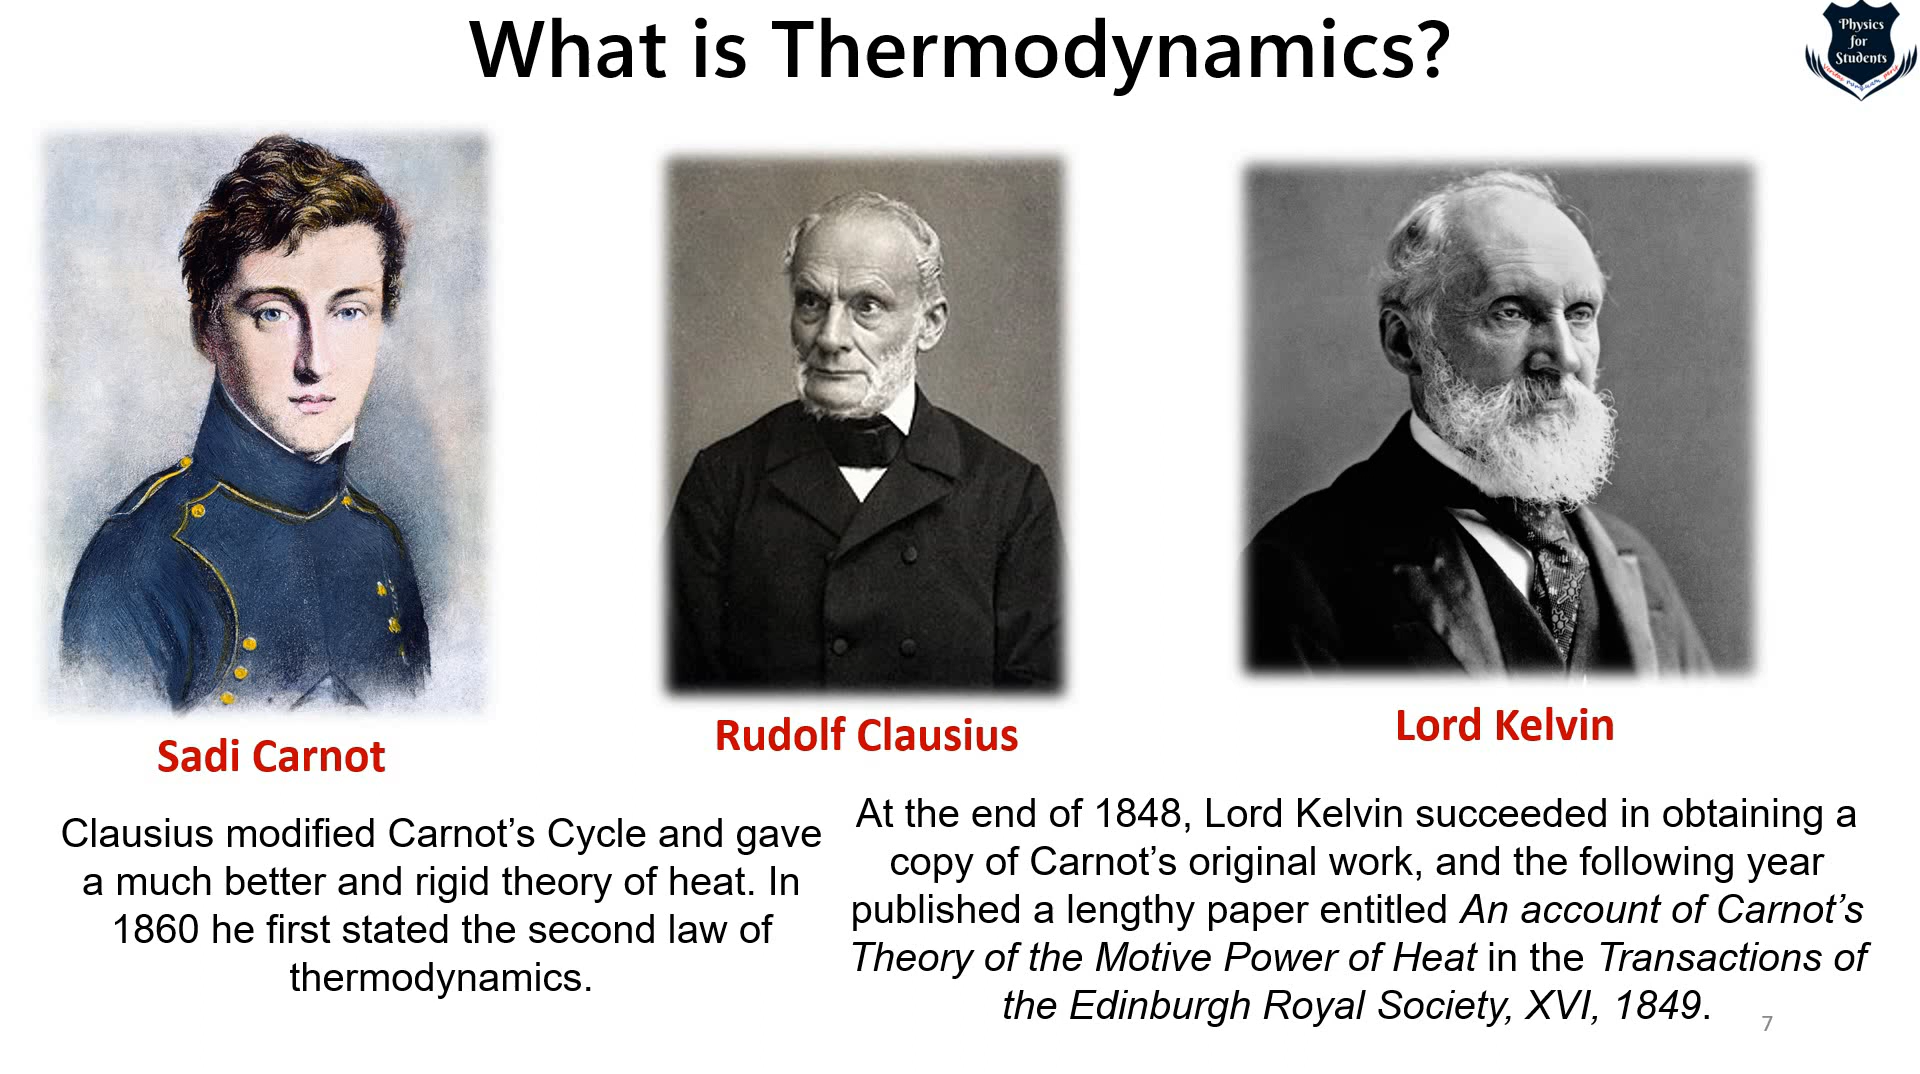 What is Thermodynamics?
Physics
for
Students
Sadi Carnot
Rudolf Clausius
Lord Kelvin
Clausius modified Carnot’s Cycle and gave
a much better and rigid theory of heat. In
1860 he first stated the second law of
thermodynamics.
At the end of 1848, Lord Kelvin succeeded in obtaining a
copy of Carnot’s original work, and the following year
published a lengthy paper entitled An account of Carnot’s
Theory of the Motive Power of Heat in the Transactions of
the Edinburgh Royal Society, XVI, 1849.
7